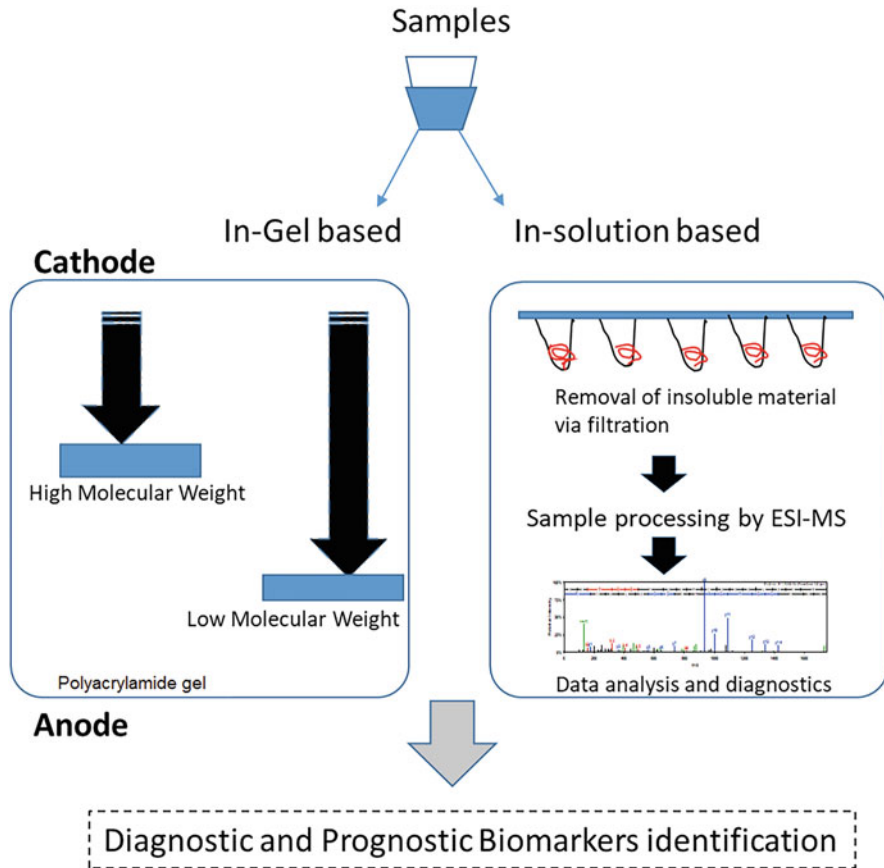 Samples
In-Gel based
In-solution based
Cathode
High Molecular Weight
Low Molecular Weight
Polyacrylamide gel
Anode
Removal of insoluble material
via filtration
Sample processing by ESI-MS
Data analysis and diagnostics
Diagnostic and Prognostic Biomarkers identification